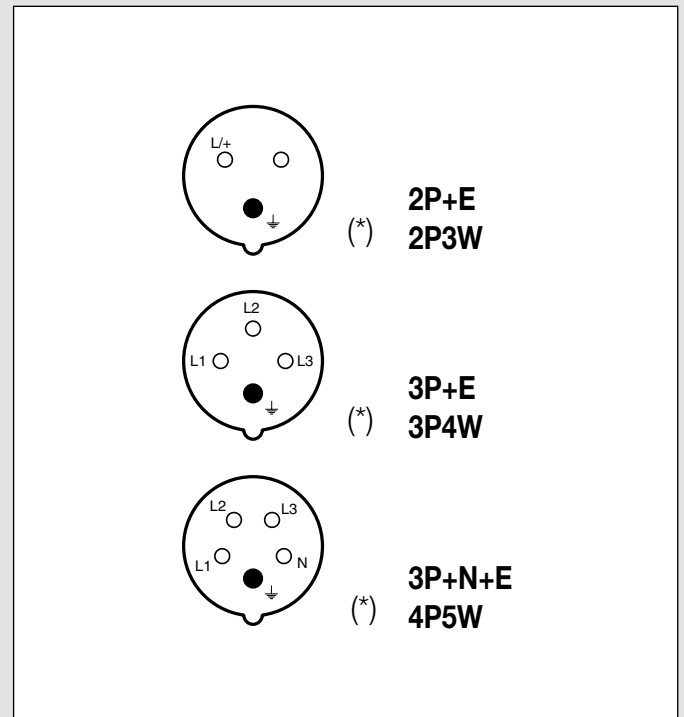 L/+
(*)
2P+E
2P3W
L2
L1
L3
(*)
3P+E
3P4W
L2
L3
L1
N
(*)
3P+N+E
4P5W